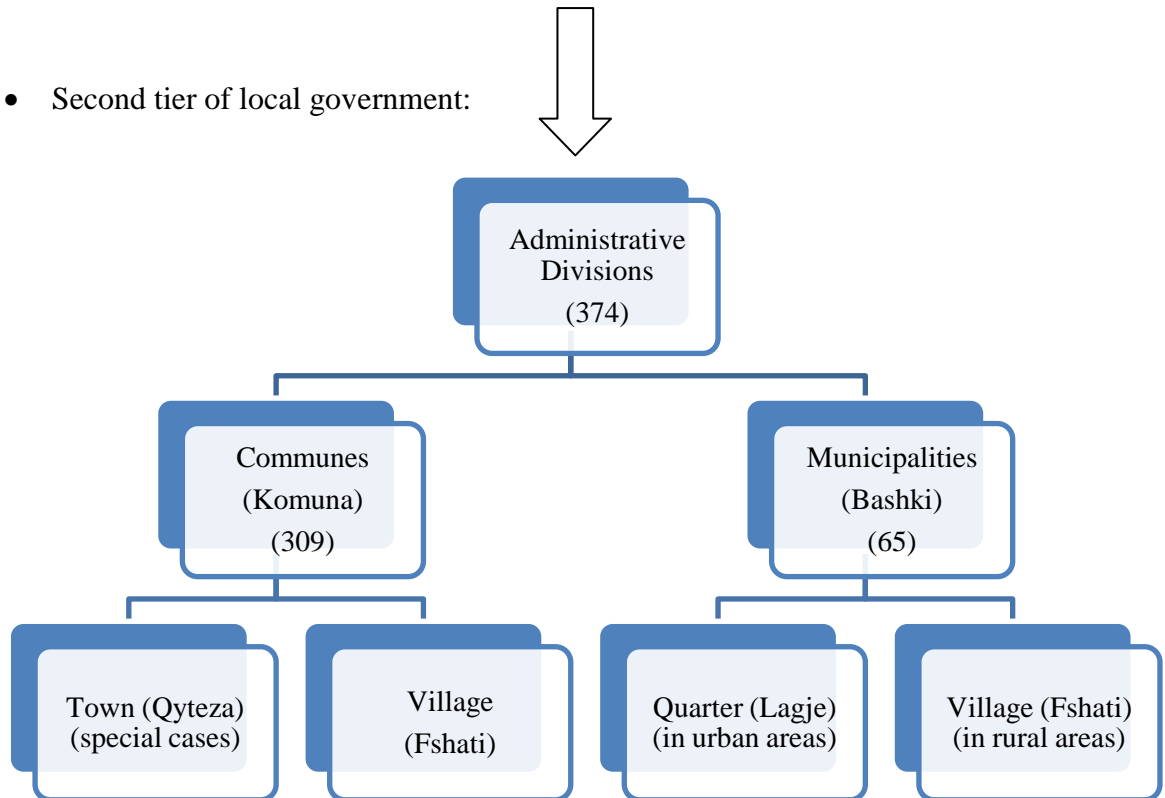 • Second tier of local government:
Administrative
Divisions
(374)
Communes
(Komuna)
(309)
Municipalities
(Bashki)
(65)
Town (Qyteza)
(special cases)
Village
(Fshati)
Quarter (Lagje)
(in urban areas)
Village (Fshati)
(in rural areas)